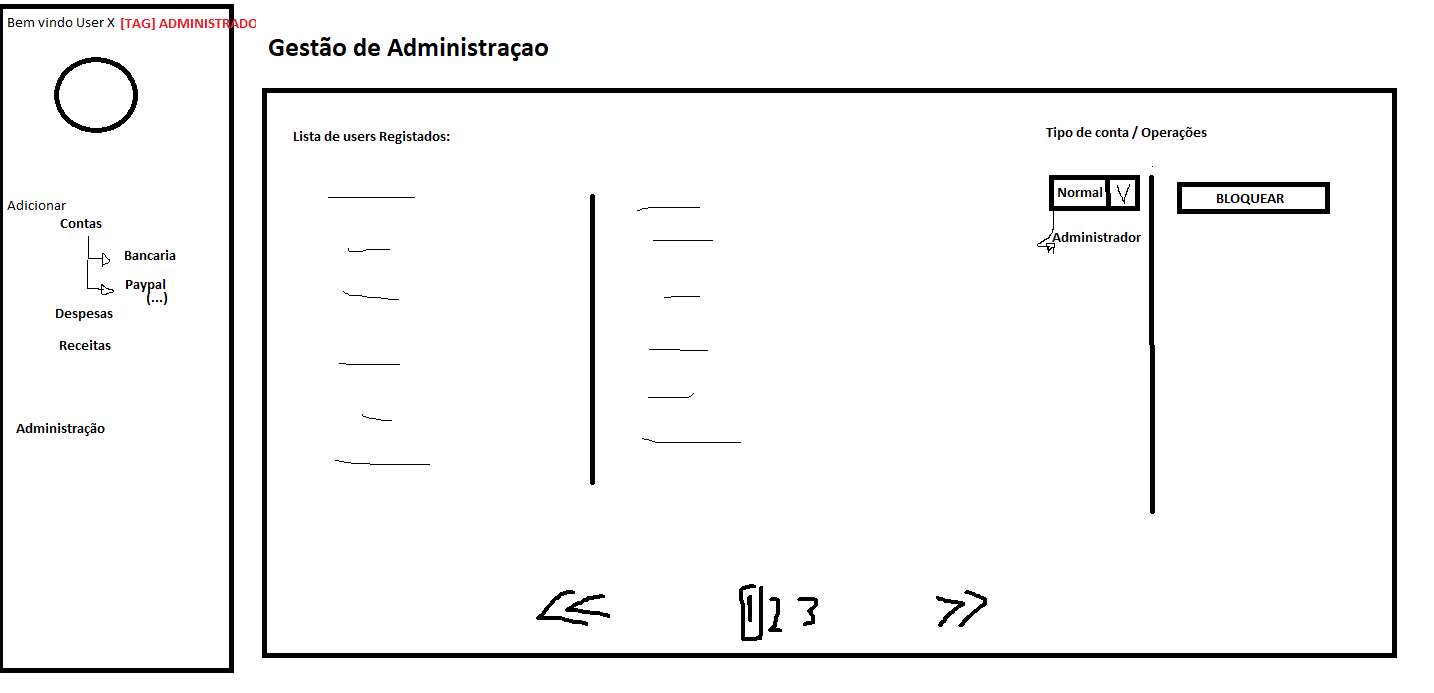 Bem vindo User X [TAG] ADMINISTRADO
Gestão de Administraçao
Adicionar
Contas
Bancaria
Paypal
(...)
Despesas
Receitas
Administração
Lista de users Registados:
Tipo de conta / Operações
Normal V
BLOQUEAR
Administrador
<< 1 2 3 >>